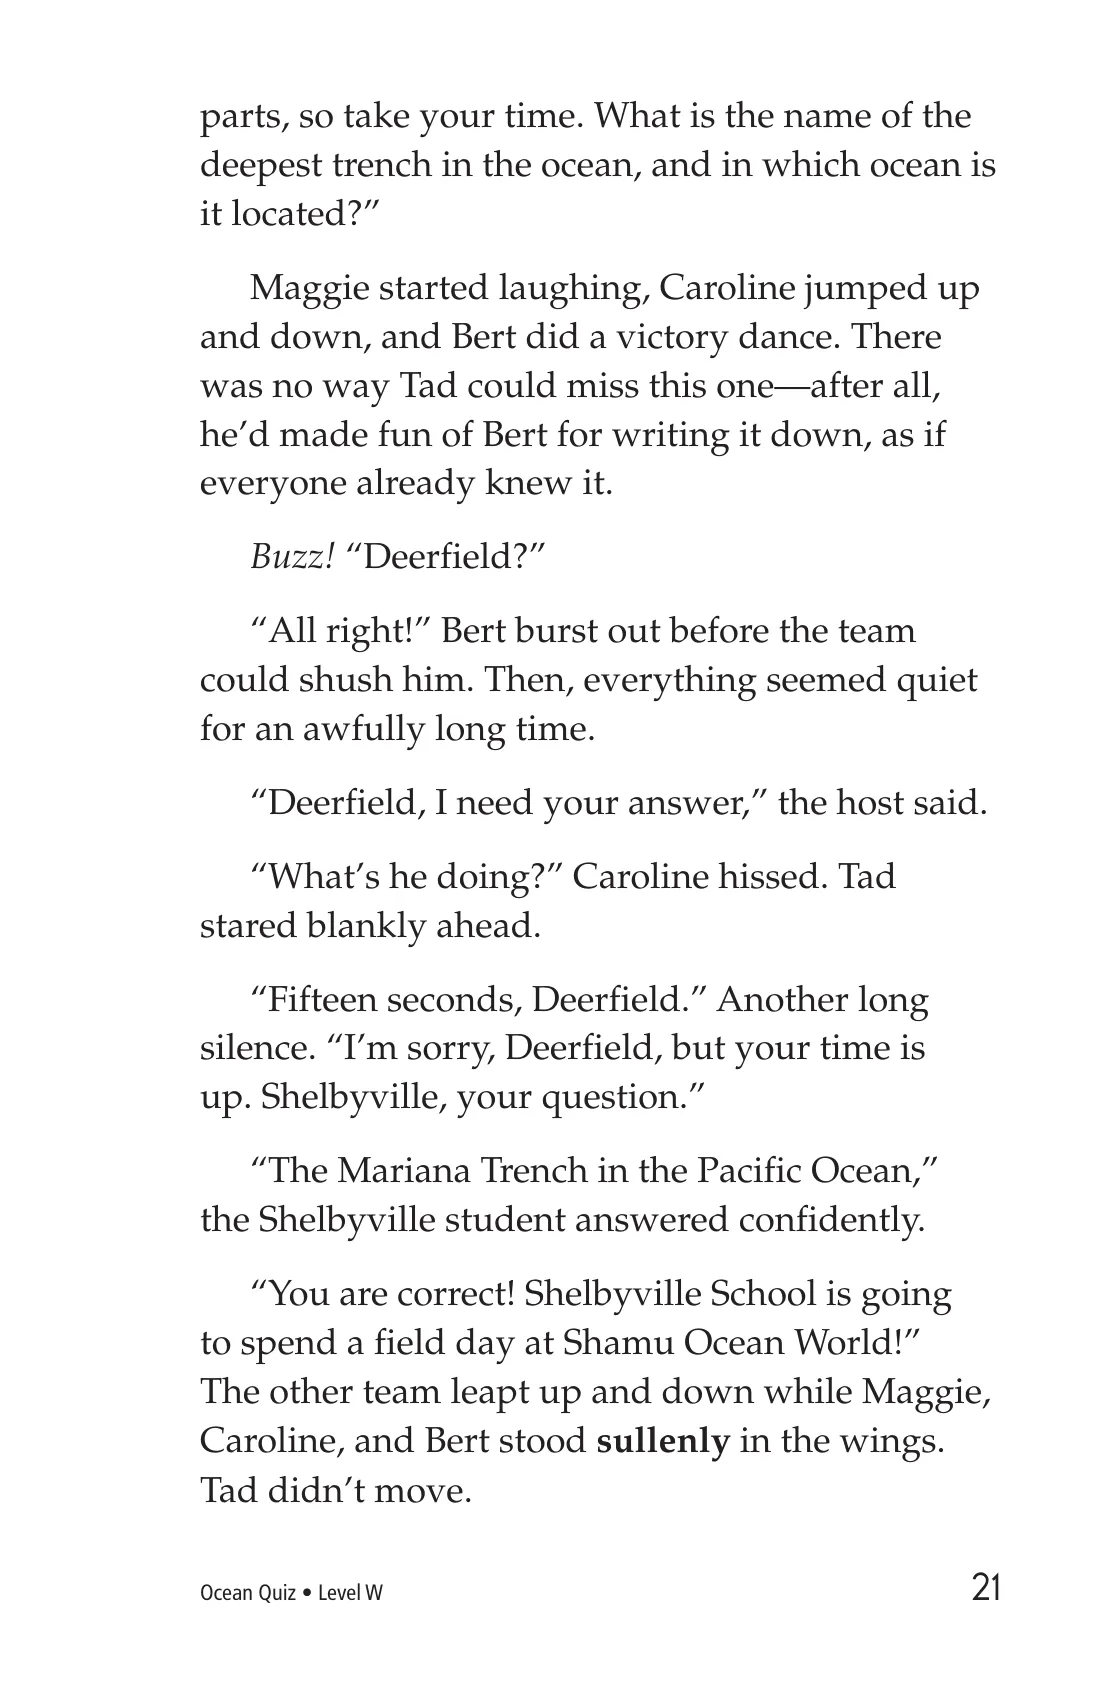 parts, so take your time. What is the name of the
deepest trench in the ocean, and in which ocean is
it located?”
Maggie started laughing, Caroline jumped up
and down, and Bert did a victory dance. There
was no way Tad could miss this one—after all,
he’d made fun of Bert for writing it down, as if
everyone already knew it.
Buzz! “Deerfield?”
“All right!” Bert burst out before the team
could shush him. Then, everything seemed quiet
for an awfully long time.
“Deerfield, I need your answer,” the host said.
“What’s he doing?” Caroline hissed. Tad
stared blankly ahead.
“Fifteen seconds, Deerfield.” Another long
silence. “I’m sorry, Deerfield, but your time is
up. Shelbyville, your question.”
“The Mariana Trench in the Pacific Ocean,”
the Shelbyville student answered confidently.
“You are correct! Shelbyville School is going
to spend a field day at Shamu Ocean World!”
The other team leapt up and down while Maggie,
Caroline, and Bert stood sullenly in the wings.
Tad didn’t move.
Ocean Quiz • Level W 21